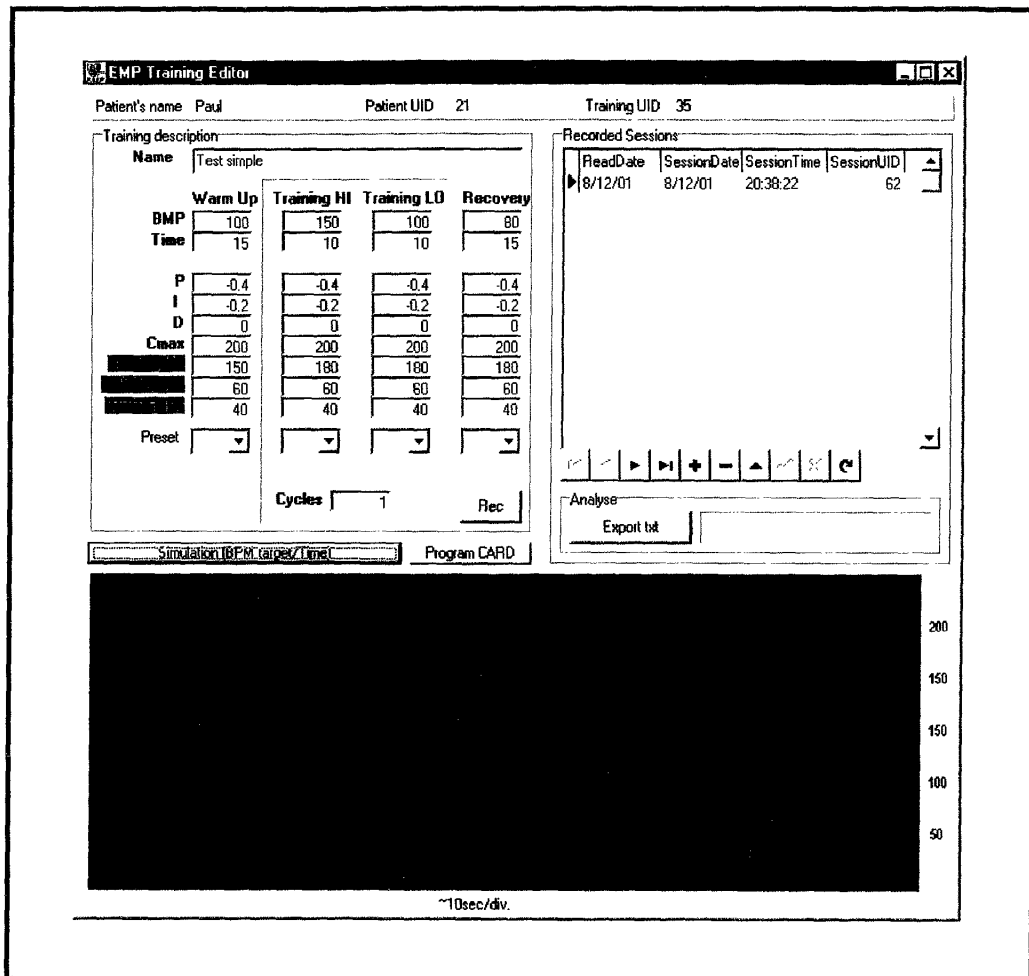 EMP Training Editor
Patient's name Paul Patient UID 21 Training UID 35
Training description
Name Test simple
Warm Up Training HI Training LO Recovery
BMP 100 150 100 80
Time 15 10 10 15
P -0.4 -0.4 -0.4 -0.4
I -0.2 -0.2 -0.2 -0.2
D 0 0 0 0
Cmax 200 200 200 200
150 180 180 180
60 60 60 60
40 40 40 40
Preset
Cycles 1 Rec
Simulation (BPM target/Time) Program CARD
Recorded Sessions
ReadDate SessionDate SessionTime SessionUID
8/12/01 8/12/01 20:38:22 62
Analyse
Export txt
200
150
150
100
50
~10sec/div.